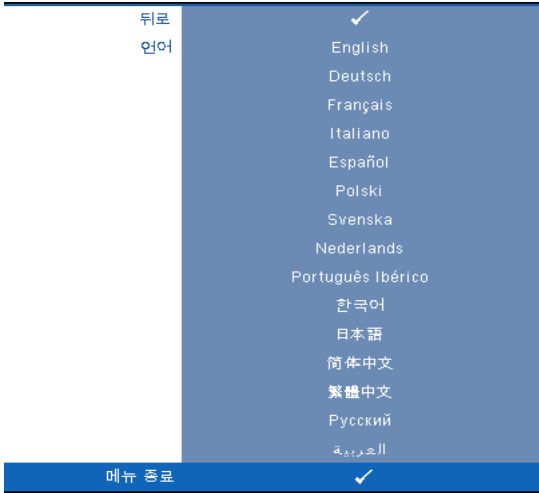 뒤로 ✓
언어 English
Deutsch
Français
Italiano
Español
Polski
Svenska
Nederlands
Português Ibérico
한국어
日本語
简体中文
繁體中文
Русский
العربية
메뉴 종료 ✓